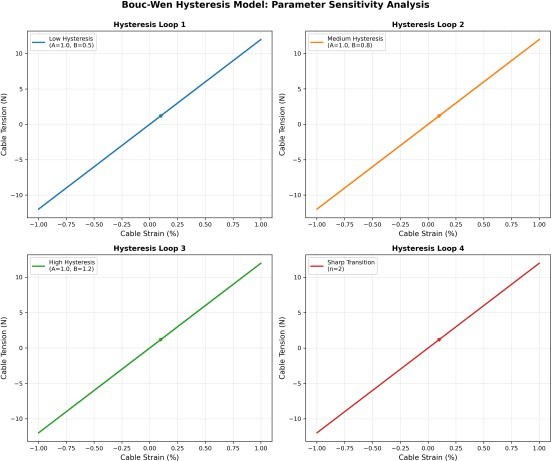 Bouc-Wen Hysteresis Model: Parameter Sensitivity Analysis
Hysteresis Loop 1
Low Hysteresis
(A=1.0, B=0.5)
Cable Tension (N)
10
5
0
−5
−10
−1.00 −0.75 −0.50 −0.25 0.00 0.25 0.50 0.75 1.00
Cable Strain (%)
Hysteresis Loop 2
Medium Hysteresis
(A=1.0, B=0.8)
Cable Tension (N)
10
5
0
−5
−10
−1.00 −0.75 −0.50 −0.25 0.00 0.25 0.50 0.75 1.00
Cable Strain (%)
Hysteresis Loop 3
High Hysteresis
(A=1.0, B=1.2)
Cable Tension (N)
10
5
0
−5
−10
−1.00 −0.75 −0.50 −0.25 0.00 0.25 0.50 0.75 1.00
Cable Strain (%)
Hysteresis Loop 4
Sharp Transition
(n=2)
Cable Tension (N)
10
5
0
−5
−10
−1.00 −0.75 −0.50 −0.25 0.00 0.25 0.50 0.75 1.00
Cable Strain (%)